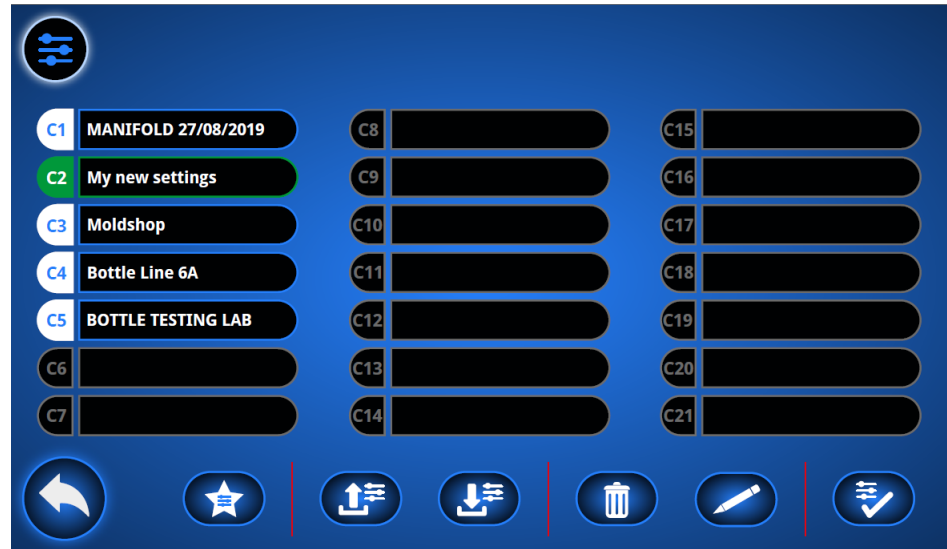 C1 MANIFOLD 27/08/2019
C2 My new settings
C3 Moldshop
C4 Bottle Line 6A
C5 BOTTLE TESTING LAB
C6
C7
C8
C9
C10
C11
C12
C13
C14
C15
C16
C17
C18
C19
C20
C21